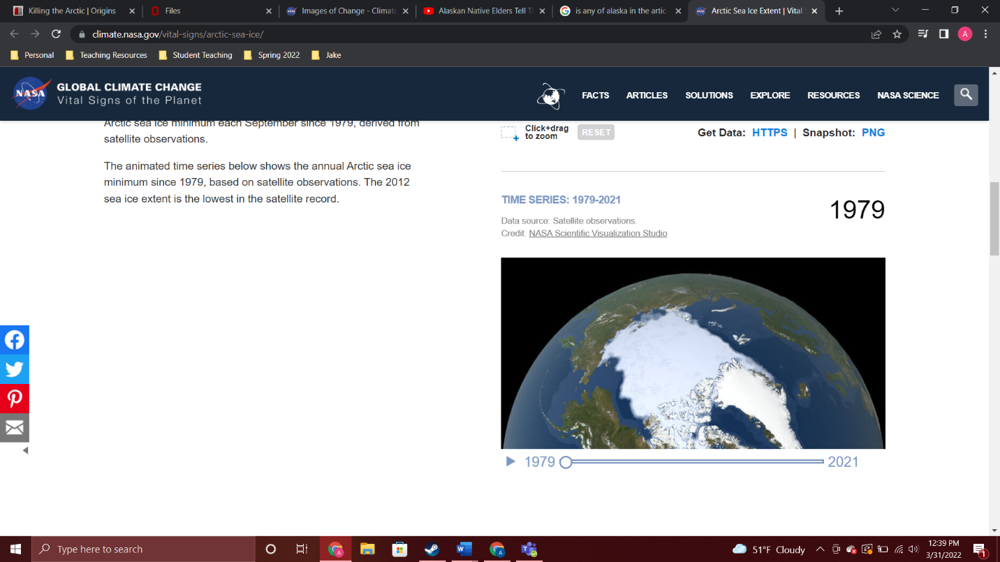 Killing the Arctic | Origins
Files
Images of Change - Climate
Alaskan Native Elders Tell T
is any of alaska in the artic
Arctic Sea Ice Extent | Vital
climate.nasa.gov/vital-signs/arctic-sea-ice/
A
Personal
Teaching Resources
Student Teaching
Spring 2022
Jake
NASA
GLOBAL CLIMATE CHANGE
Vital Signs of the Planet
FACTS
ARTICLES
SOLUTIONS
EXPLORE
RESOURCES
NASA SCIENCE
Arctic sea ice minimum each September since 1979, derived from
satellite observations.
The animated time series below shows the annual Arctic sea ice
minimum since 1979, based on satellite observations. The 2012
sea ice extent is the lowest in the satellite record.
Click+drag
to zoom
RESET
Get Data: HTTPS | Snapshot: PNG
TIME SERIES: 1979-2021
1979
Data source: Satellite observations.
Credit: NASA Scientific Visualization Studio
1979
2021
Type here to search
51°F Cloudy
12:39 PM
3/31/2022
1